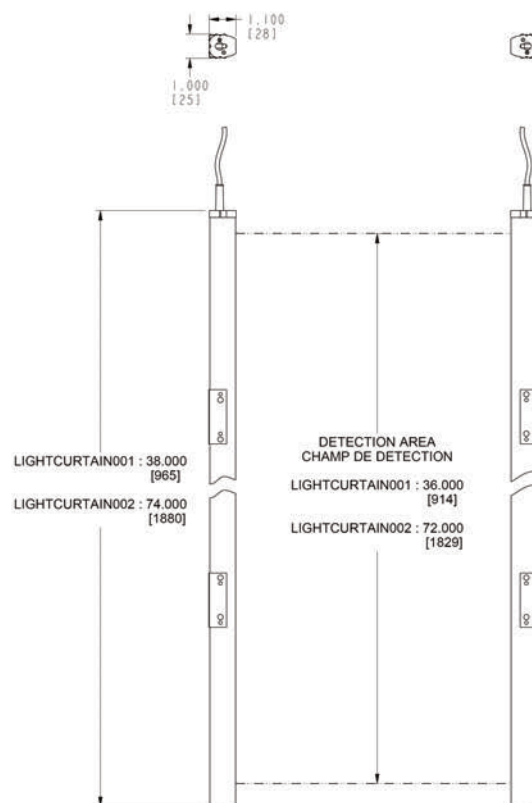 1.100
[28]
1.000
[25]
LIGHTCURTAIN001 : 38.000
[965]
LIGHTCURTAIN002 : 74.000
[1880]
DETECTION AREA
CHAMP DE DETECTION
LIGHTCURTAIN001 : 36.000
[914]
LIGHTCURTAIN002 : 72.000
[1829]